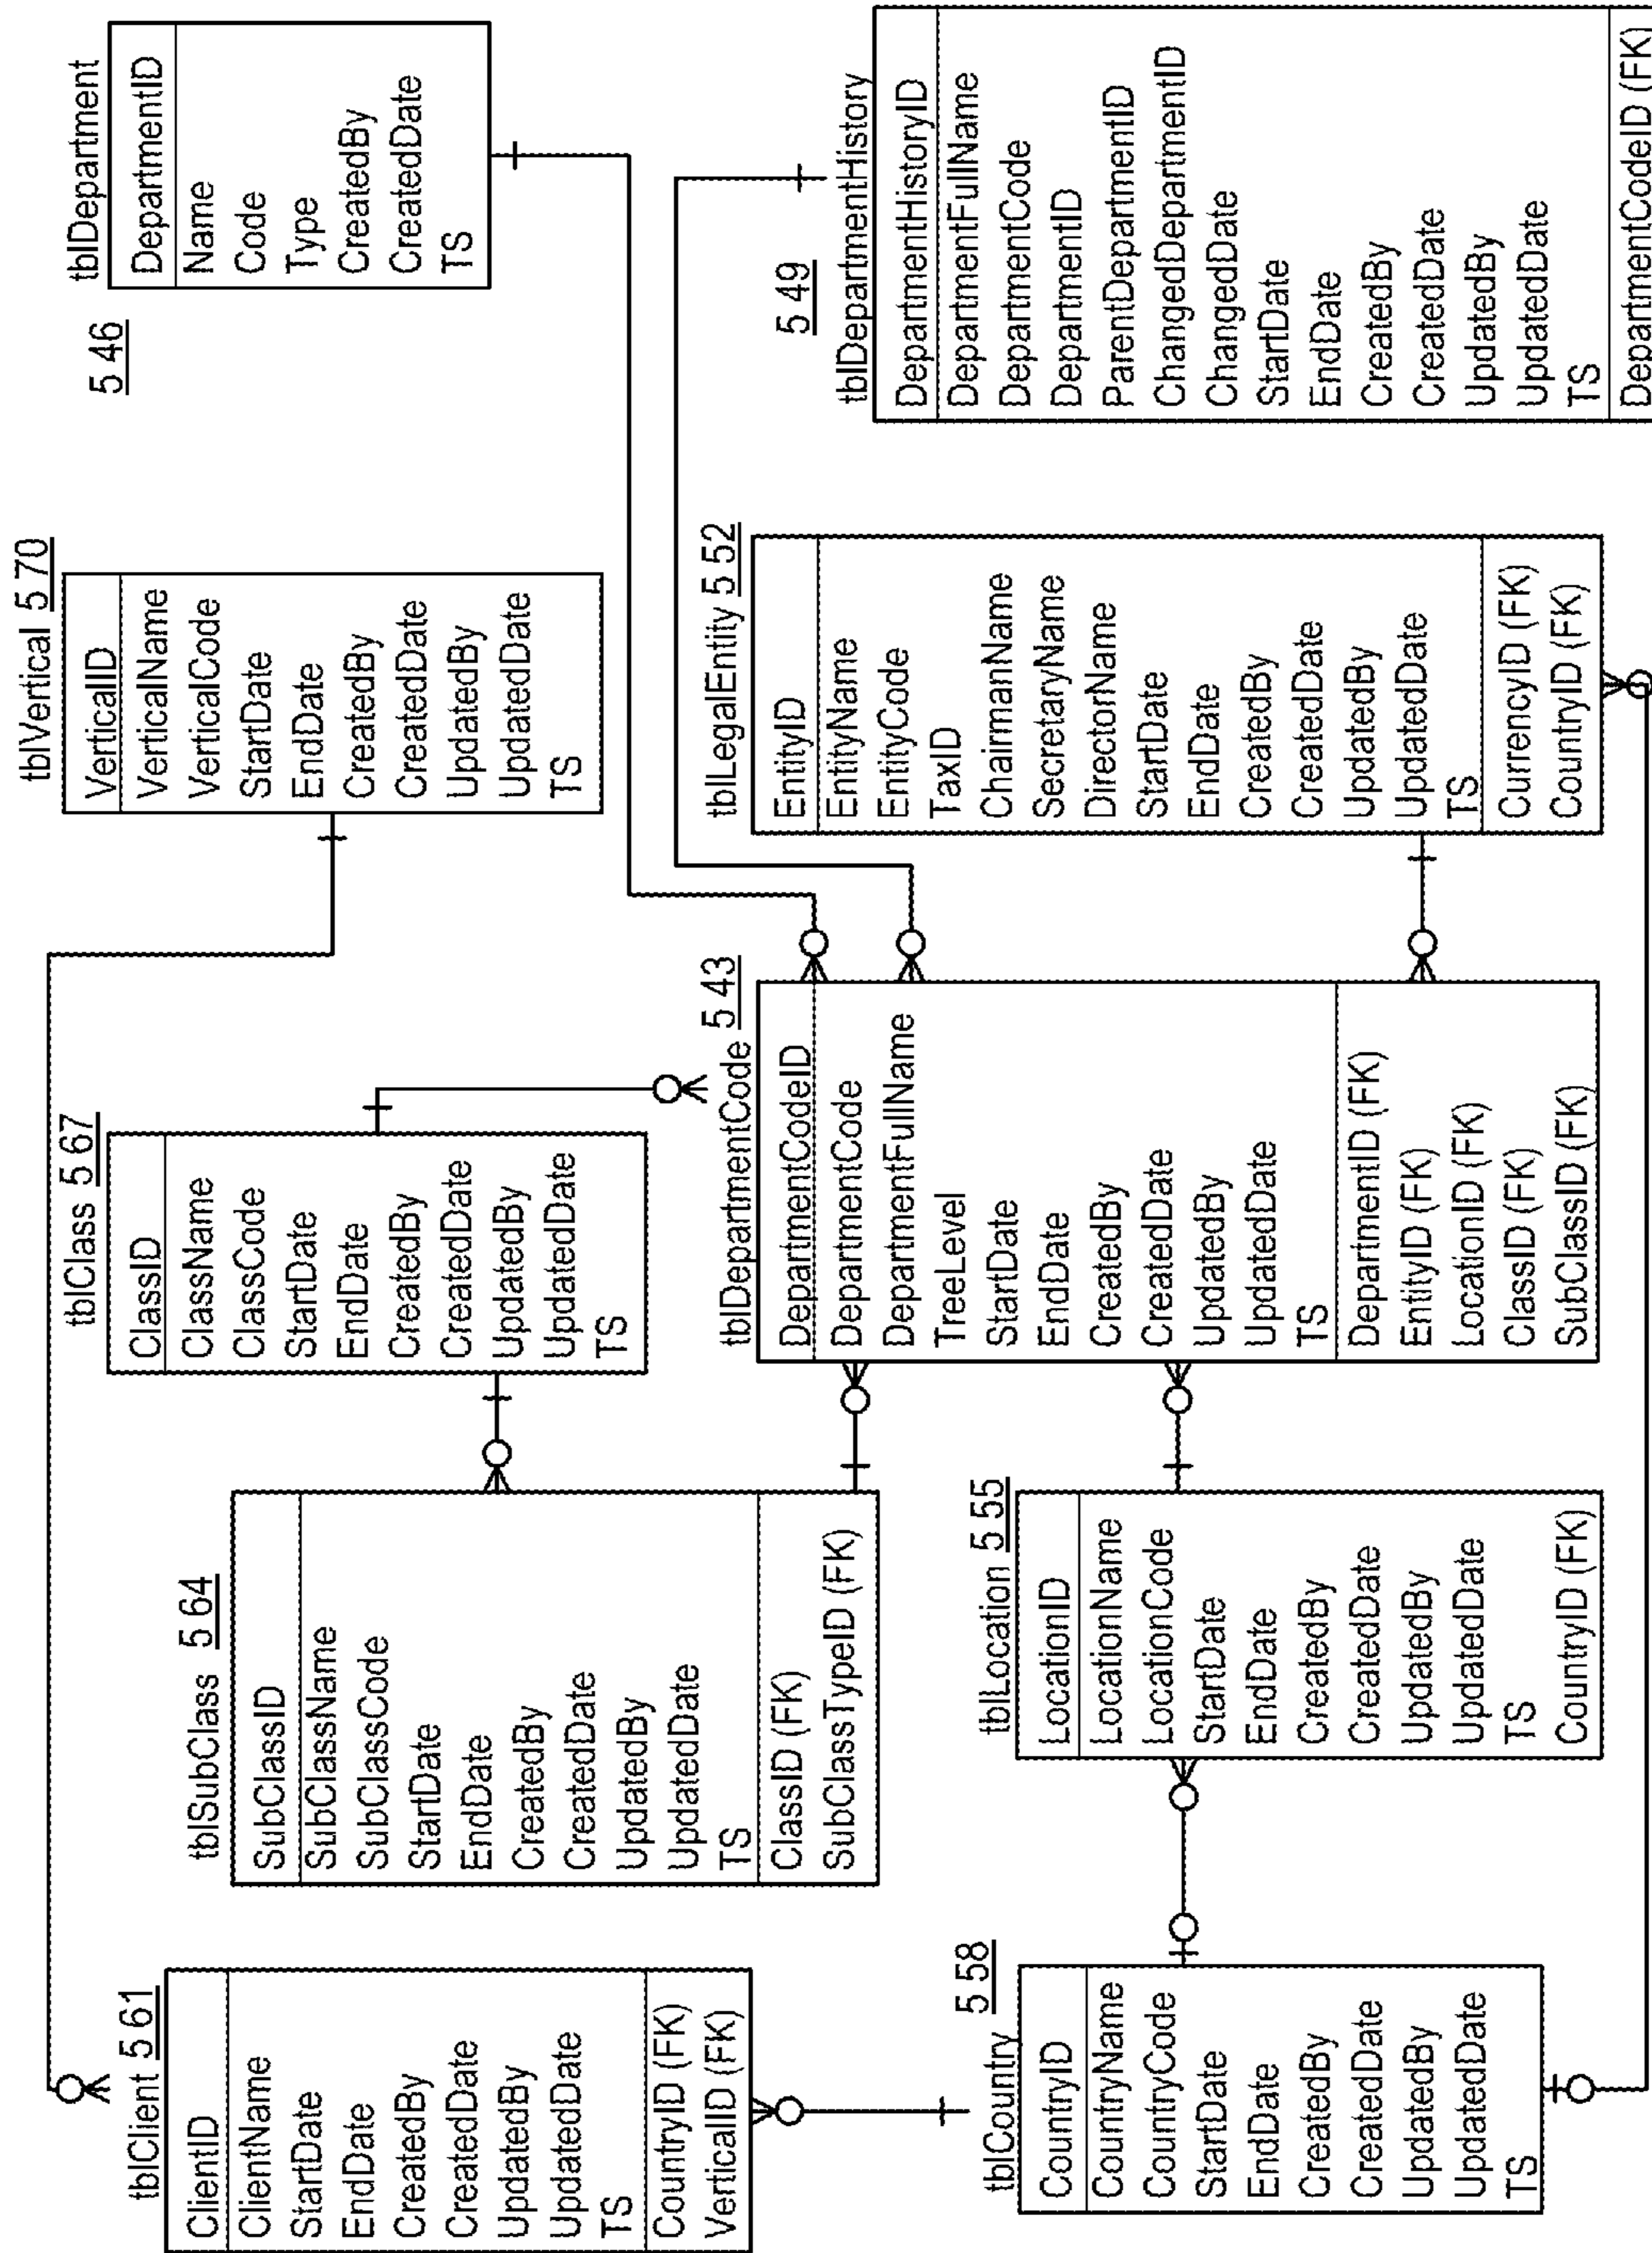 tblClient 5 61
ClientID
ClientName
StartDate
EndDate
CreatedBy
CreatedDate
UpdatedBy
UpdatedDate
TS
CountryID (FK)
VerticalID (FK)
tblSubClass 5 64
SubClassID
SubClassName
SubClassCode
StartDate
EndDate
CreatedBy
CreatedDate
UpdatedBy
UpdatedDate
TS
ClassID (FK)
SubClassTypeID (FK)
tblClass 5 67
ClassID
ClassName
ClassCode
StartDate
EndDate
CreatedBy
CreatedDate
UpdatedBy
UpdatedDate
TS
tblVertical 5 70
VerticalID
VerticalName
VerticalCode
StartDate
EndDate
CreatedBy
CreatedDate
UpdatedBy
UpdatedDate
TS
tblDepartment
5 46
DepartmentID
Name
Code
Type
CreatedBy
CreatedDate
TS
5 58
tblCountry
CountryID
CountryName
CountryCode
StartDate
EndDate
CreatedBy
CreatedDate
UpdatedBy
UpdatedDate
TS
tblLocation 5 55
LocationID
LocationName
LocationCode
StartDate
EndDate
CreatedBy
CreatedDate
UpdatedBy
UpdatedDate
TS
CountryID (FK)
5 43
tblDepartmentCode
DepartmentCodeID
DepartmentCode
DepartmentFullName
TreeLevel
StartDate
EndDate
CreatedBy
CreatedDate
UpdatedBy
UpdatedDate
TS
DepartmentID (FK)
EntityID (FK)
LocationID (FK)
ClassID (FK)
SubClassID (FK)
tblLegalEntity 5 52
EntityID
EntityName
EntityCode
TaxID
ChairmanName
SecretaryName
DirectorName
StartDate
EndDate
CreatedBy
CreatedDate
UpdatedBy
UpdatedDate
TS
CurrencyID (FK)
CountryID (FK)
5 49
tblDepartmentHistory
DepartmentHistoryID
DepartmentFullName
DepartmentCode
DepartmentID
ParentDepartmentID
ChangedDepartmentID
ChangedDate
StartDate
EndDate
CreatedBy
CreatedDate
UpdatedBy
UpdatedDate
TS
DepartmentCodeID (FK)